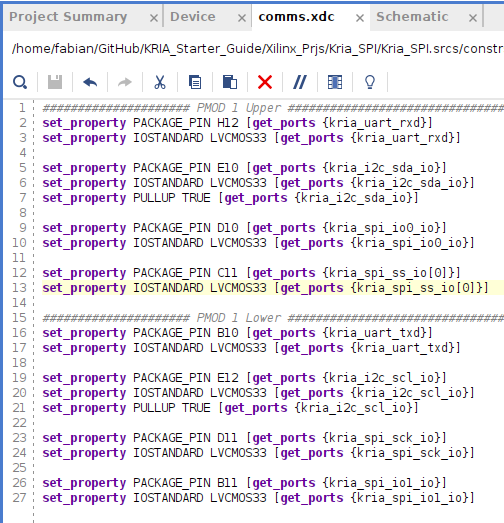 Project Summary × Device × comms.xdc × Schematic ×
/home/fabian/GitHub/KRIA_Starter_Guide/Xilinx_Prjs/Kria_SPI/Kria_SPI.srcs/constr
1 ##################### PMOD 1 Upper ###############################
2 set_property PACKAGE_PIN H12 [get_ports {kria_uart_rxd}]
3 set_property IOSTANDARD LVCMOS33 [get_ports {kria_uart_rxd}]
4
5 set_property PACKAGE_PIN E10 [get_ports {kria_i2c_sda_io}]
6 set_property IOSTANDARD LVCMOS33 [get_ports {kria_i2c_sda_io}]
7 set_property PULLUP TRUE [get_ports {kria_i2c_sda_io}]
8
9 set_property PACKAGE_PIN D10 [get_ports {kria_spi_io0_io}]
10 set_property IOSTANDARD LVCMOS33 [get_ports {kria_spi_io0_io}]
11
12 set_property PACKAGE_PIN C11 [get_ports {kria_spi_ss_io[0]}]
13 set_property IOSTANDARD LVCMOS33 [get_ports {kria_spi_ss_io[0]}]
14
15 ##################### PMOD 1 Lower ###############################
16 set_property PACKAGE_PIN B10 [get_ports {kria_uart_txd}]
17 set_property IOSTANDARD LVCMOS33 [get_ports {kria_uart_txd}]
18
19 set_property PACKAGE_PIN E12 [get_ports {kria_i2c_scl_io}]
20 set_property IOSTANDARD LVCMOS33 [get_ports {kria_i2c_scl_io}]
21 set_property PULLUP TRUE [get_ports {kria_i2c_scl_io}]
22
23 set_property PACKAGE_PIN D11 [get_ports {kria_spi_sck_io}]
24 set_property IOSTANDARD LVCMOS33 [get_ports {kria_spi_sck_io}]
25
26 set_property PACKAGE_PIN B11 [get_ports {kria_spi_io1_io}]
27 set_property IOSTANDARD LVCMOS33 [get_ports {kria_spi_io1_io}]